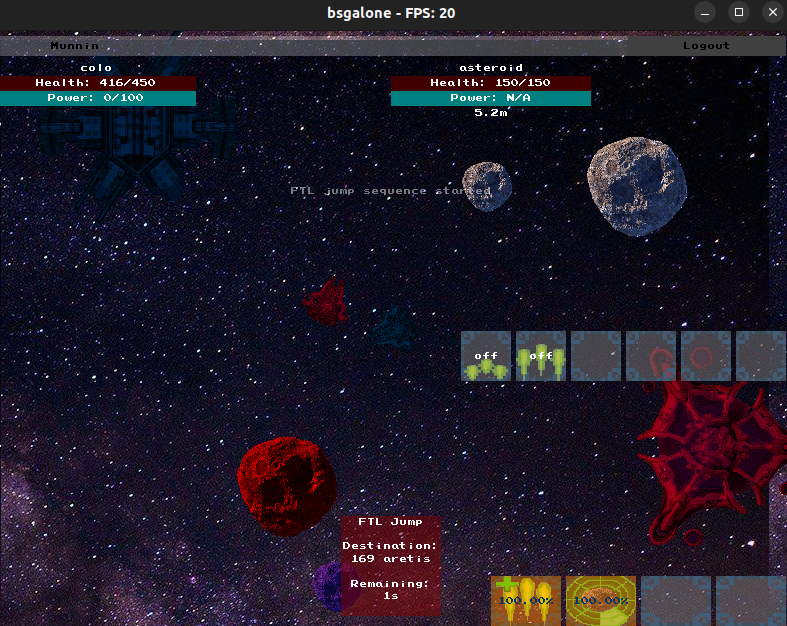 bsgalone - FPS: 20
Munnin
Logout
colo
Health: 416/450
Power: 0/100
asteroid
Health: 150/150
Power: N/A
5.2m
FTL jump sequence started
off
off
FTL Jump
Destination:
169 aretis
Remaining:
1s
100.00%
100.00%